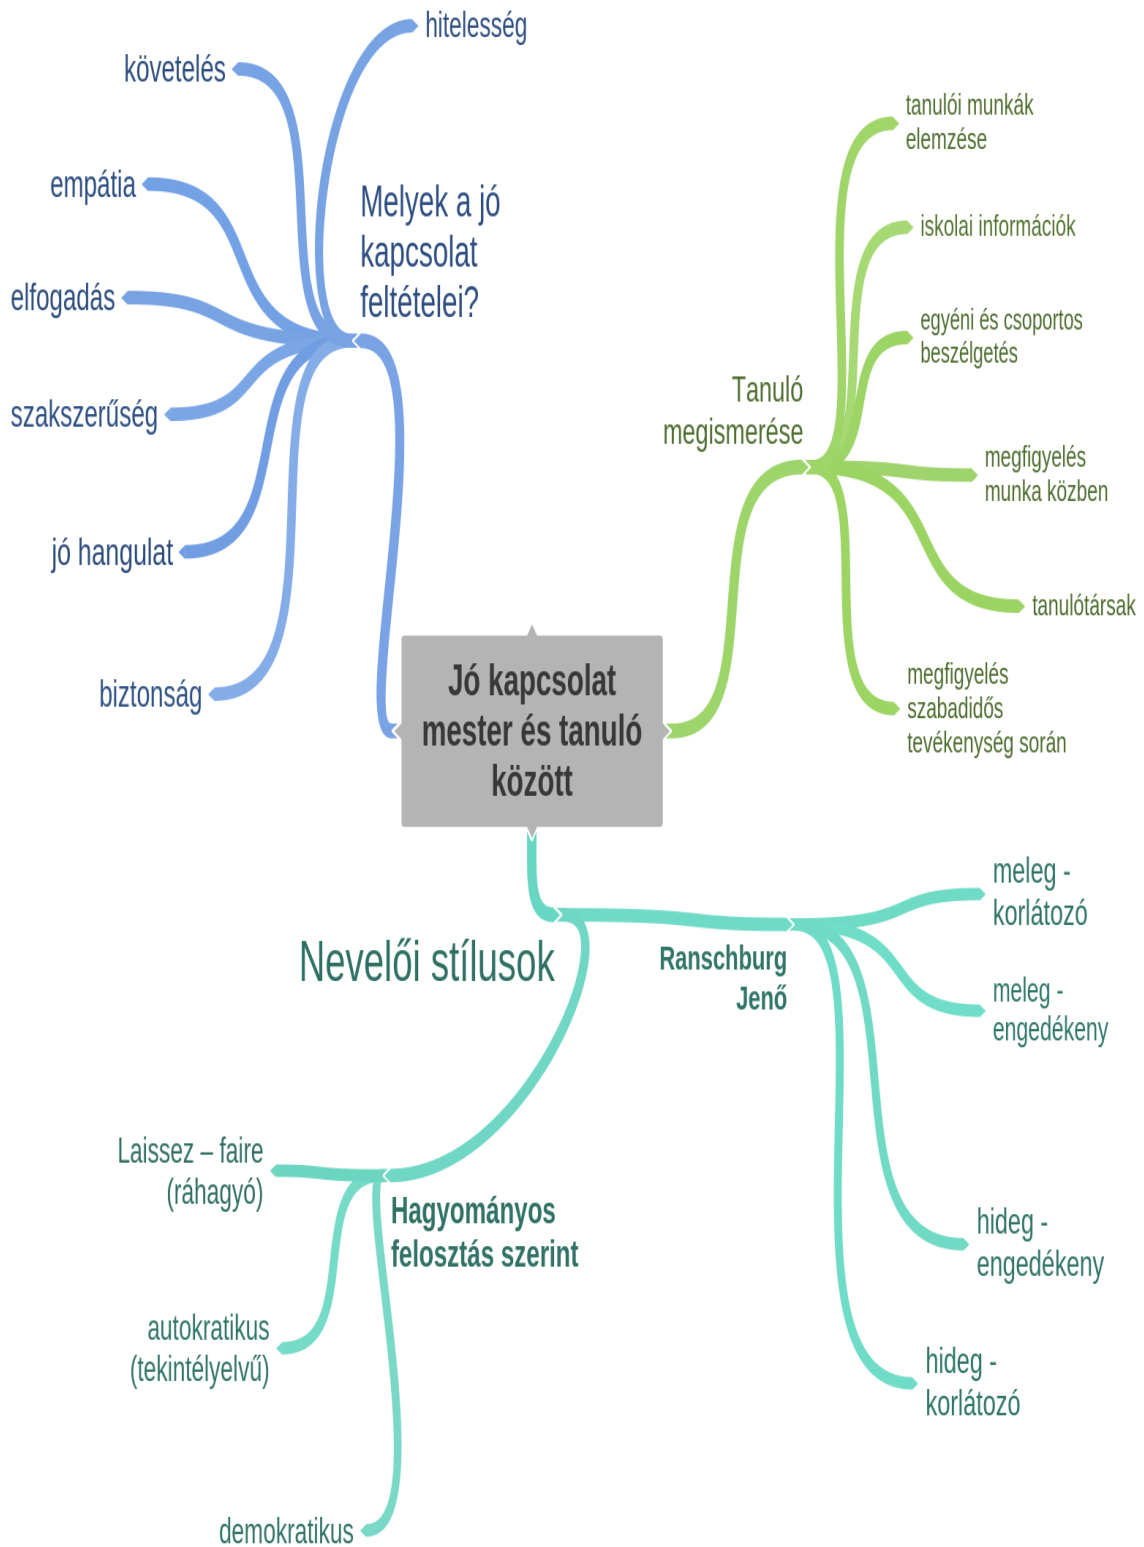 hitelesség
követelés
empátia
elfogadás
szakszerűség
jó hangulat
biztonság
Melyek a jó
kapcsolat
feltételei?
tanulói munkák
elemzése
iskolai információk
egyéni és csoportos
beszélgetés
Tanuló
megismerése
megfigyelés
munka közben
tanulótársak
megfigyelés
szabadidős
tevékenység során
Jó kapcsolat
mester és tanuló
között
Nevelői stílusok
Ranschburg
Jenő
meleg -
korlátozó
meleg -
engedékeny
hideg -
engedékeny
hideg -
korlátozó
Hagyományos
felosztás szerint
Laissez – faire
(ráhagyó)
autokratikus
(tekintélyelvű)
demokratikus